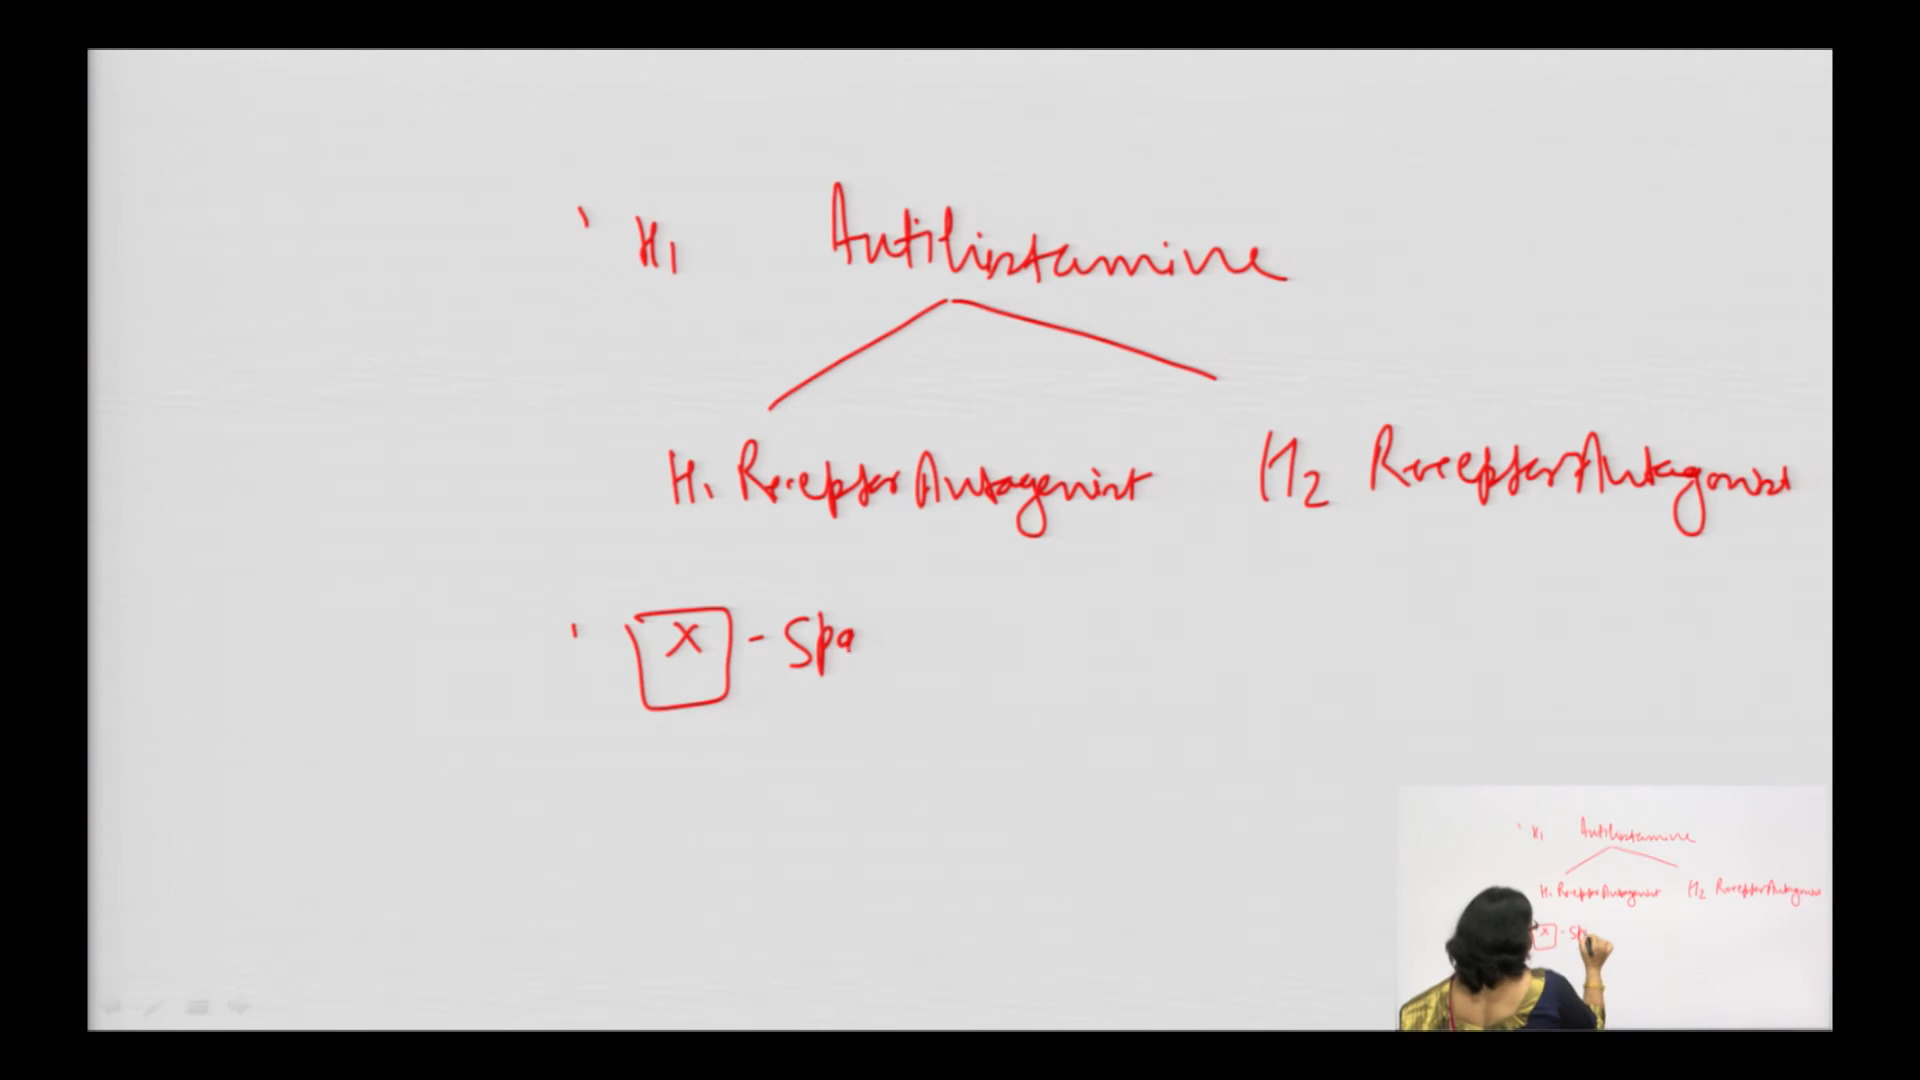 H1 Antihistamine
H1 Receptor Antagonist H2 Receptor Antagonist
X - Spa